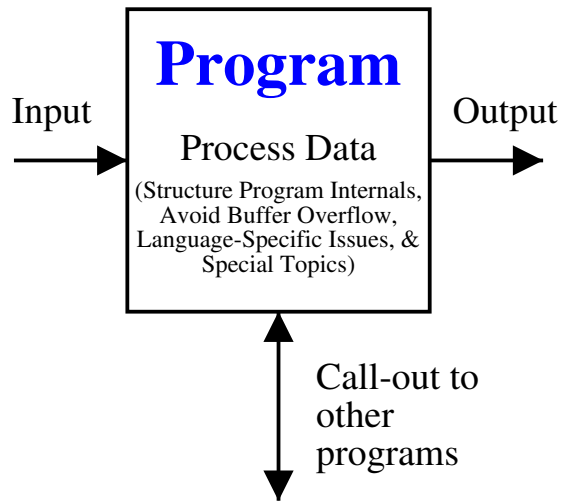 Program
Input
Output
Process Data
(Structure Program Internals,
Avoid Buffer Overflow,
Language-Specific Issues, &
Special Topics)
Call-out to
other
programs